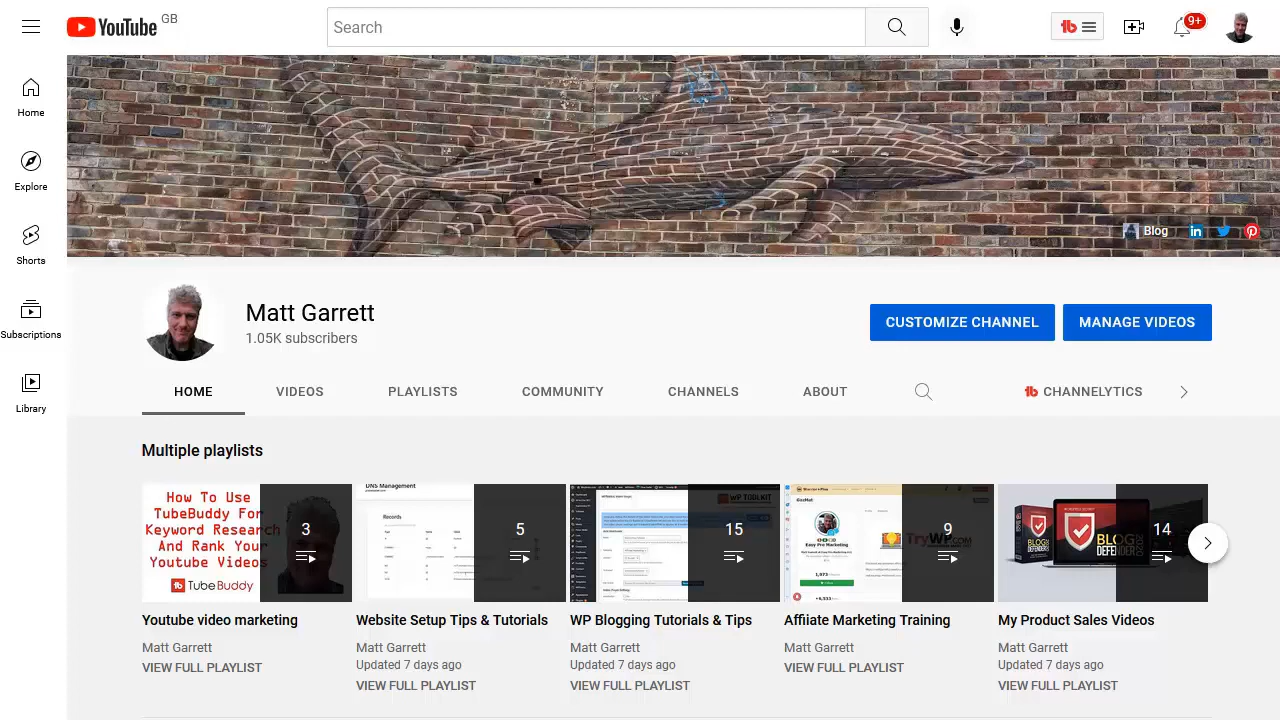 YouTube GB
Search
9+
Home
Explore
Shorts
Subscriptions
Library
Blog
Matt Garrett
1.05K subscribers
CUSTOMIZE CHANNEL
MANAGE VIDEOS
HOME
VIDEOS
PLAYLISTS
COMMUNITY
CHANNELS
ABOUT
CHANNELYTICS
Multiple playlists
How To Use
TubeBuddy For
Keyword Research
And Rank Your
Youtube Videos
TubeBuddy
3
DNS Management
Records
5
WP TOOLKIT
15
Easy Pro Marketing
TryWP.com
9
BLOG
DEFENDER
14
Youtube video marketing
Matt Garrett
VIEW FULL PLAYLIST
Website Setup Tips & Tutorials
Matt Garrett
Updated 7 days ago
VIEW FULL PLAYLIST
WP Blogging Tutorials & Tips
Matt Garrett
Updated 7 days ago
VIEW FULL PLAYLIST
Affiiate Marketing Training
Matt Garrett
VIEW FULL PLAYLIST
My Product Sales Videos
Matt Garrett
Updated 7 days ago
VIEW FULL PLAYLIST